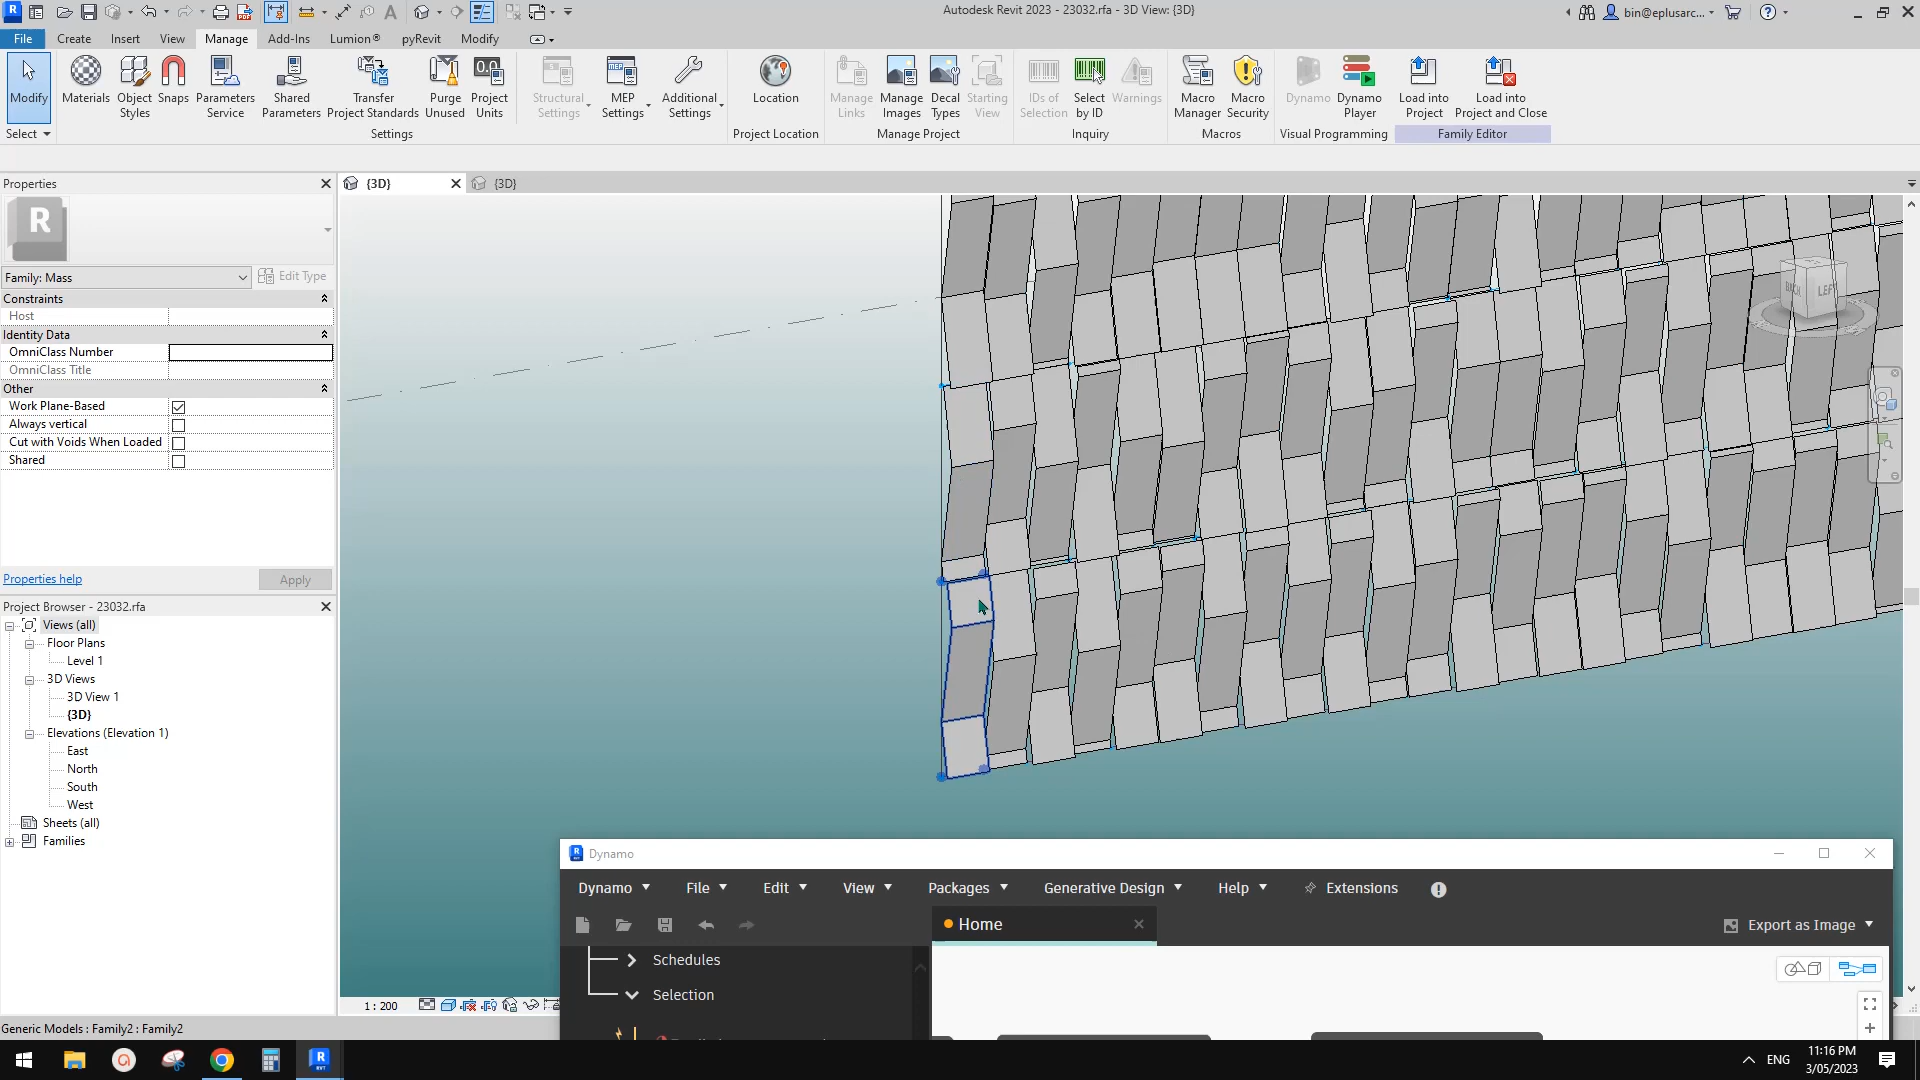 Autodesk Revit 2023 - 23032.rfa - 3D View: {3D}
bin@eplusarc...
File
Create
Insert
View
Manage
Add-Ins
Lumion®
pyRevit
Modify
Modify
Materials
Object Styles
Snaps
Parameters Service
Shared Parameters
Transfer Project Standards
Purge Unused
Project Units
Structural Settings
MEP Settings
Additional Settings
Location
Manage Links
Manage Images
Decal Types
Starting View
IDs of Selection
Select by ID
Warnings
Macro Manager
Macro Security
Dynamo
Dynamo Player
Load into Project
Load into Project and Close
Select
Settings
Project Location
Manage Project
Inquiry
Macros
Visual Programming
Family Editor
Properties
{3D}
{3D}
Family: Mass
Edit Type
Constraints
Host
Identity Data
OmniClass Number
OmniClass Title
Other
Work Plane-Based
Always vertical
Cut with Voids When Loaded
Shared
Properties help
Apply
Project Browser - 23032.rfa
Views (all)
Floor Plans
Level 1
3D Views
3D View 1
{3D}
Elevations (Elevation 1)
East
North
South
West
Sheets (all)
Families
BACK
LEFT
1 : 200
Generic Models : Family2 : Family2
Dynamo
Dynamo
File
Edit
View
Packages
Generative Design
Help
Extensions
Home
Export as Image
Schedules
Selection
ENG
11:16 PM
3/05/2023